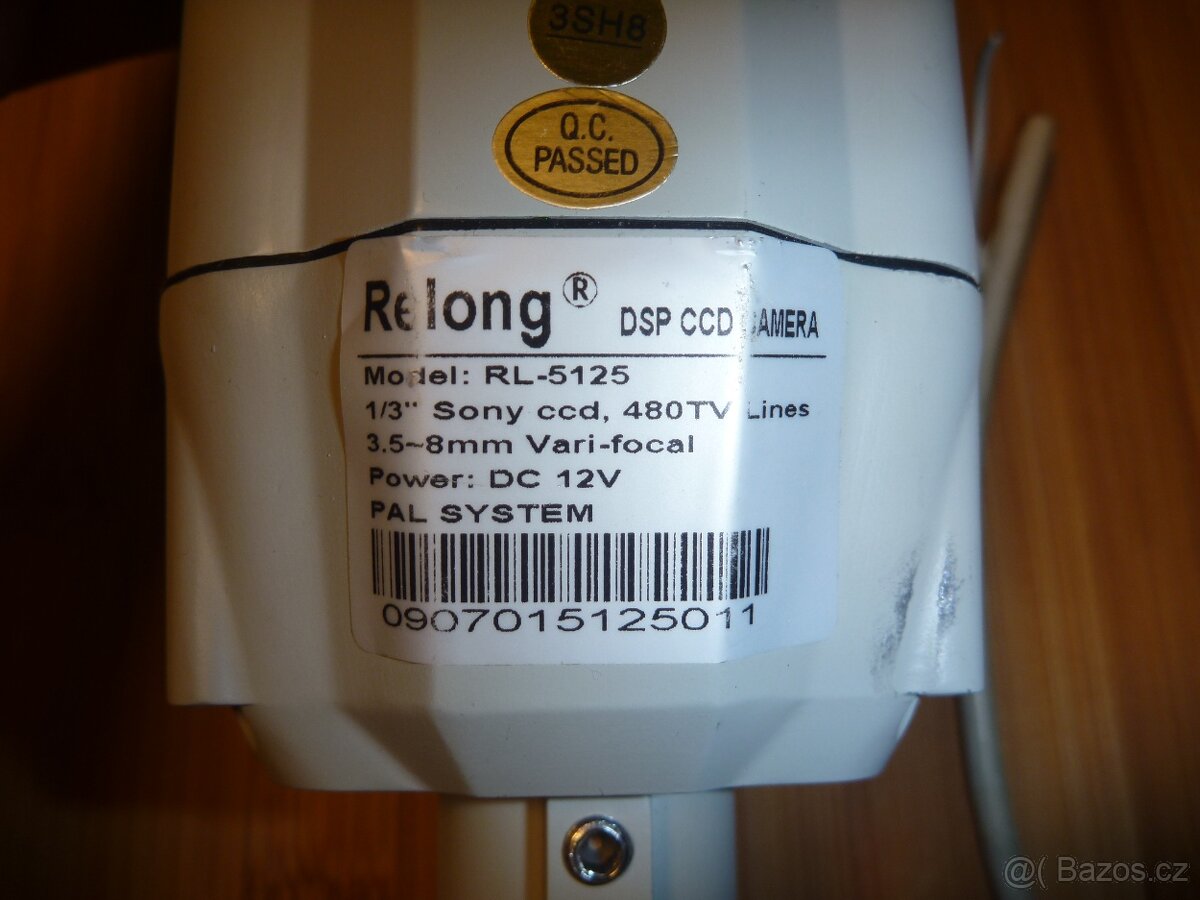 3SH8
Q.C.
PASSED
Relong® DSP CCD CAMERA
Model: RL-5125
1/3" Sony ccd, 480TV Lines
3.5~8mm Vari-focal
Power: DC 12V
PAL SYSTEM
0907015125011
@( Bazos.cz